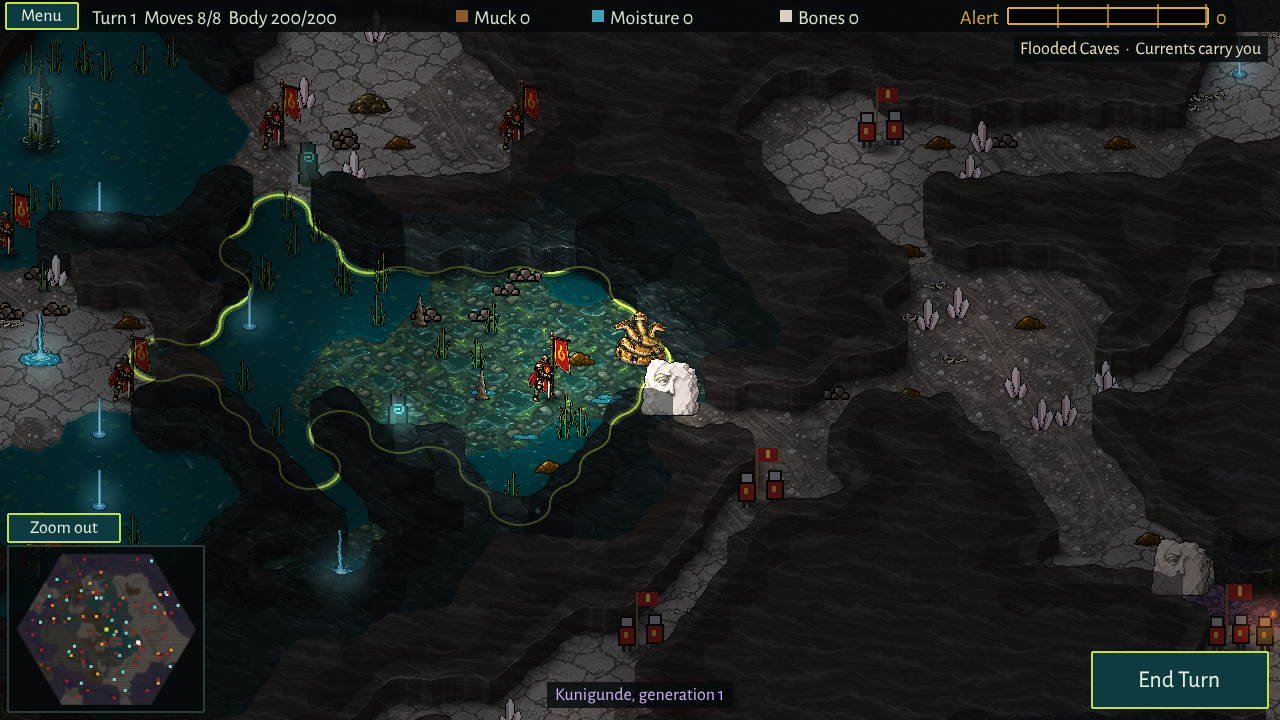 Menu
Turn 1 Moves 8/8 Body 200/200
Muck 0
Moisture 0
Bones 0
Alert
0
Flooded Caves · Currents carry you
Zoom out
Kunigunde, generation 1
End Turn